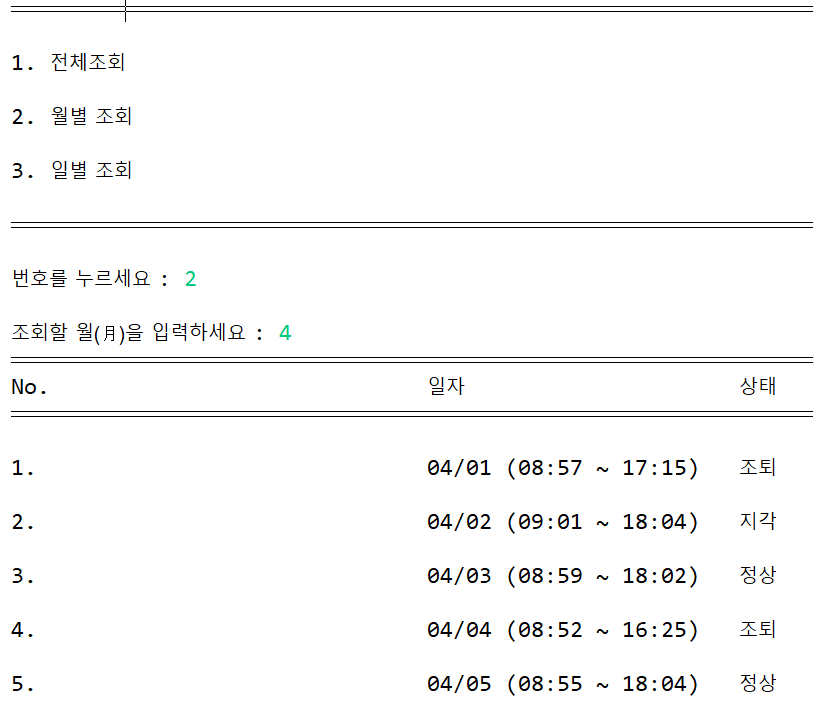 1. 전체조회
2. 월별 조회
3. 일별 조회
번호를 누르세요 : 2
조회할 월(月)을 입력하세요 : 4
No. 일자 상태
1. 04/01 (08:57 ~ 17:15) 조퇴
2. 04/02 (09:01 ~ 18:04) 지각
3. 04/03 (08:59 ~ 18:02) 정상
4. 04/04 (08:52 ~ 16:25) 조퇴
5. 04/05 (08:55 ~ 18:04) 정상